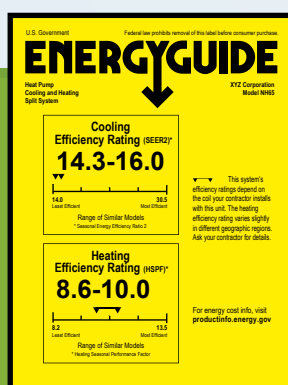 U.S. Government
Federal law prohibits removal of this label before consumer purchase.
ENERGYGUIDE
Heat Pump
Cooling and Heating
Split System
XYZ Corporation
Model NH65
Cooling
Efficiency Rating (SEER2)*
14.3-16.0
14.0
30.5
Least Efficient
Most Efficient
Range of Similar Models
* Seasonal Energy Efficiency Ratio 2
This system's
efficiency ratings depend on
the coil your contractor installs
with this unit. The heating
efficiency rating varies slightly
in different geographic regions.
Ask your contractor for details.
Heating
Efficiency Rating (HSPF)*
8.6-10.0
8.2
13.5
Least Efficient
Most Efficient
Range of Similar Models
* Heating Seasonal Performance Factor
For energy cost info, visit
productinfo.energy.gov